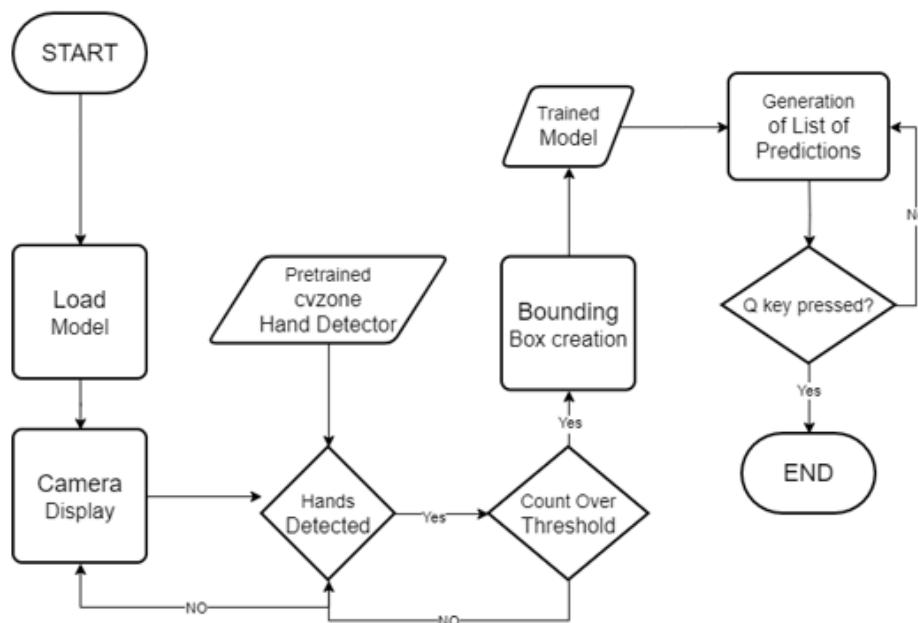 START
Load
Model
Camera
Display
Pretrained
cvzone
Hand Detector
Hands
Detected
NO
Yes
Count Over
Threshold
NO
Yes
Bounding
Box creation
Trained
Model
Generation
of List of
Predictions
Q key pressed?
Yes
END